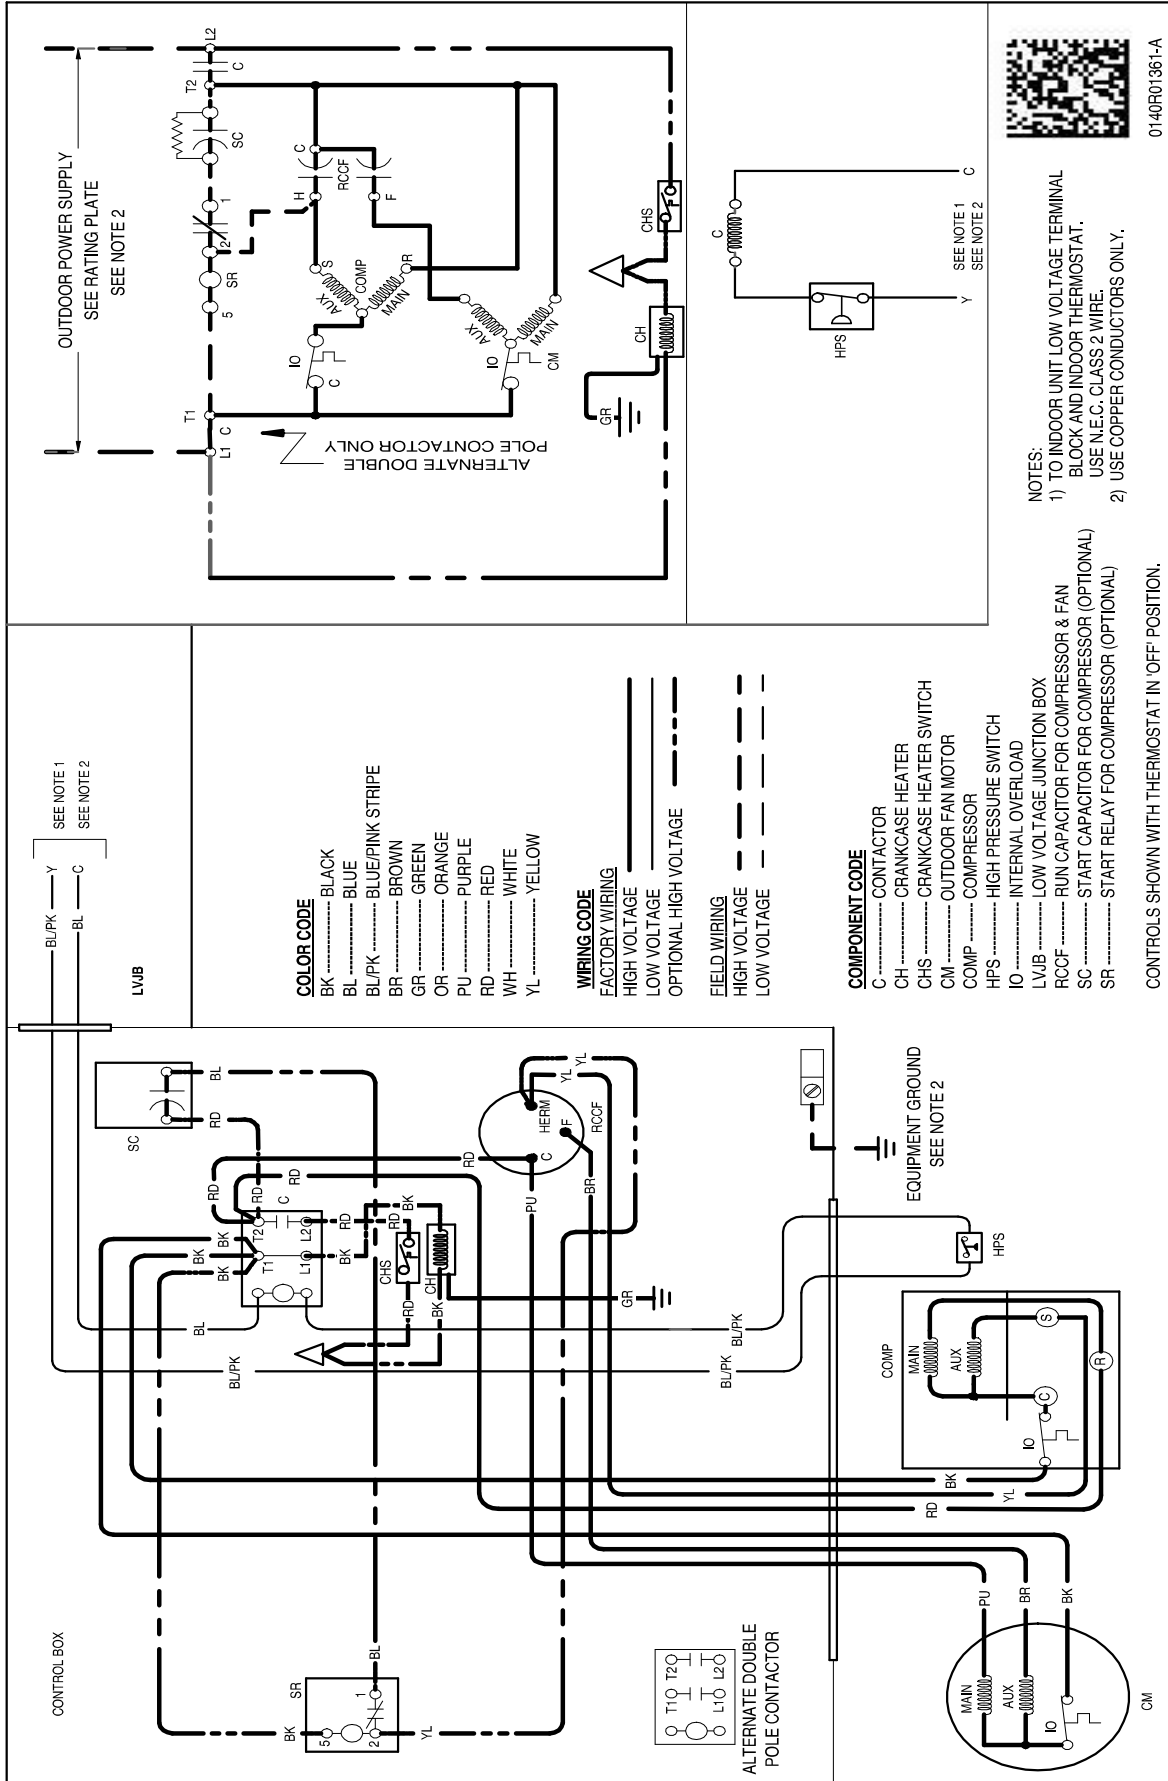 CONTROL BOX
SR
BK
5
2
1
YL
BL
ALTERNATE DOUBLE
POLE CONTACTOR
T1 T2
L1 L2
CM
MAIN
AUX
IO
PU
BR
BK
COMP
MAIN
AUX
IO
C
S
R
BK
YL
RD
HPS
BL/PK
BL/PK
BL/PK
BL
BK
BK
BK
T2
T1
C
L2
L1
RD
RD
RD
RD
RD
BK
BK
CHS
RD
CH
BK
RD
GR
SC
RD
BL
PU
BR
HERM
C
F
RCCF
YL
YL
EQUIPMENT GROUND
SEE NOTE 2
LVJB
BL/PK
Y
BL
C
SEE NOTE 1
SEE NOTE 2
COLOR CODE
BK BLACK
BL BLUE
BL/PK BLUE/PINK STRIPE
BR BROWN
GR GREEN
OR ORANGE
PU PURPLE
RD RED
WH WHITE
YL YELLOW
WIRING CODE
FACTORY WIRING
HIGH VOLTAGE
LOW VOLTAGE
OPTIONAL HIGH VOLTAGE
FIELD WIRING
HIGH VOLTAGE
LOW VOLTAGE
COMPONENT CODE
C CONTACTOR
CH CRANKCASE HEATER
CHS CRANKCASE HEATER SWITCH
CM OUTDOOR FAN MOTOR
COMP COMPRESSOR
HPS HIGH PRESSURE SWITCH
IO INTERNAL OVERLOAD
LVJB LOW VOLTAGE JUNCTION BOX
RCCF RUN CAPACITOR FOR COMPRESSOR & FAN
SC START CAPACITOR FOR COMPRESSOR (OPTIONAL)
SR START RELAY FOR COMPRESSOR (OPTIONAL)
CONTROLS SHOWN WITH THERMOSTAT IN 'OFF' POSITION.
OUTDOOR POWER SUPPLY
SEE RATING PLATE
SEE NOTE 2
L1
C
T1
5
SR
2
1
SC
T2
C
L2
ALTERNATE DOUBLE
POLE CONTACTOR ONLY
IO
C
AUX
S
COMP
MAIN
R
H
C
RCCF
F
IO
AUX
MAIN
CM
GR
CH
CHS
C
HPS
Y
C
SEE NOTE 1
SEE NOTE 2
NOTES:
1) TO INDOOR UNIT LOW VOLTAGE TERMINAL
BLOCK AND INDOOR THERMOSTAT.
USE N.E.C. CLASS 2 WIRE.
2) USE COPPER CONDUCTORS ONLY.
0140R01361-A